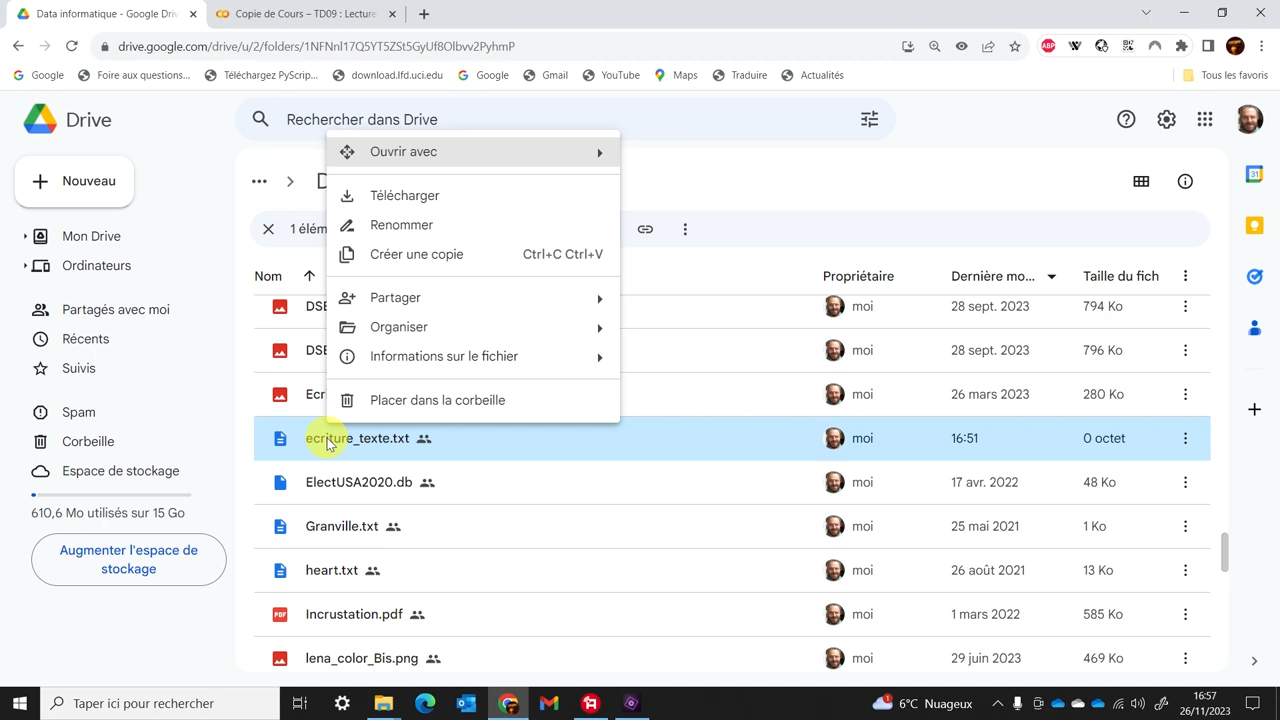 Data informatique - Google Driv
Copie de Cours – TD09 : Lecture
drive.google.com/drive/u/2/folders/1NFNnl17Q5YT5ZSt5GyUf8Olbvv2PyhmP
ABP
Google
Foire aux questions...
Téléchargez PyScrip...
download.lfd.uci.edu
Google
Gmail
YouTube
Maps
Traduire
Actualités
Tous les favoris
Drive
Rechercher dans Drive
Nouveau
Mon Drive
Ordinateurs
Partagés avec moi
Récents
Suivis
Spam
Corbeille
Espace de stockage
610,6 Mo utilisés sur 15 Go
Augmenter l'espace de
stockage
D
1 élém
Ouvrir avec
Télécharger
Renommer
Créer une copie Ctrl+C Ctrl+V
Partager
Organiser
Informations sur le fichier
Placer dans la corbeille
Nom Propriétaire Dernière mo... Taille du fich
DSE moi 28 sept. 2023 794 Ko
DSE moi 28 sept. 2023 796 Ko
Ecr moi 26 mars 2023 280 Ko
ecriture_texte.txt moi 16:51 0 octet
ElectUSA2020.db moi 17 avr. 2022 48 Ko
Granville.txt moi 25 mai 2021 1 Ko
heart.txt moi 26 août 2021 13 Ko
PDF Incrustation.pdf moi 1 mars 2022 585 Ko
lena_color_Bis.png moi 29 juin 2023 469 Ko
31
Taper ici pour rechercher
6°C Nuageux
16:57
26/11/2023